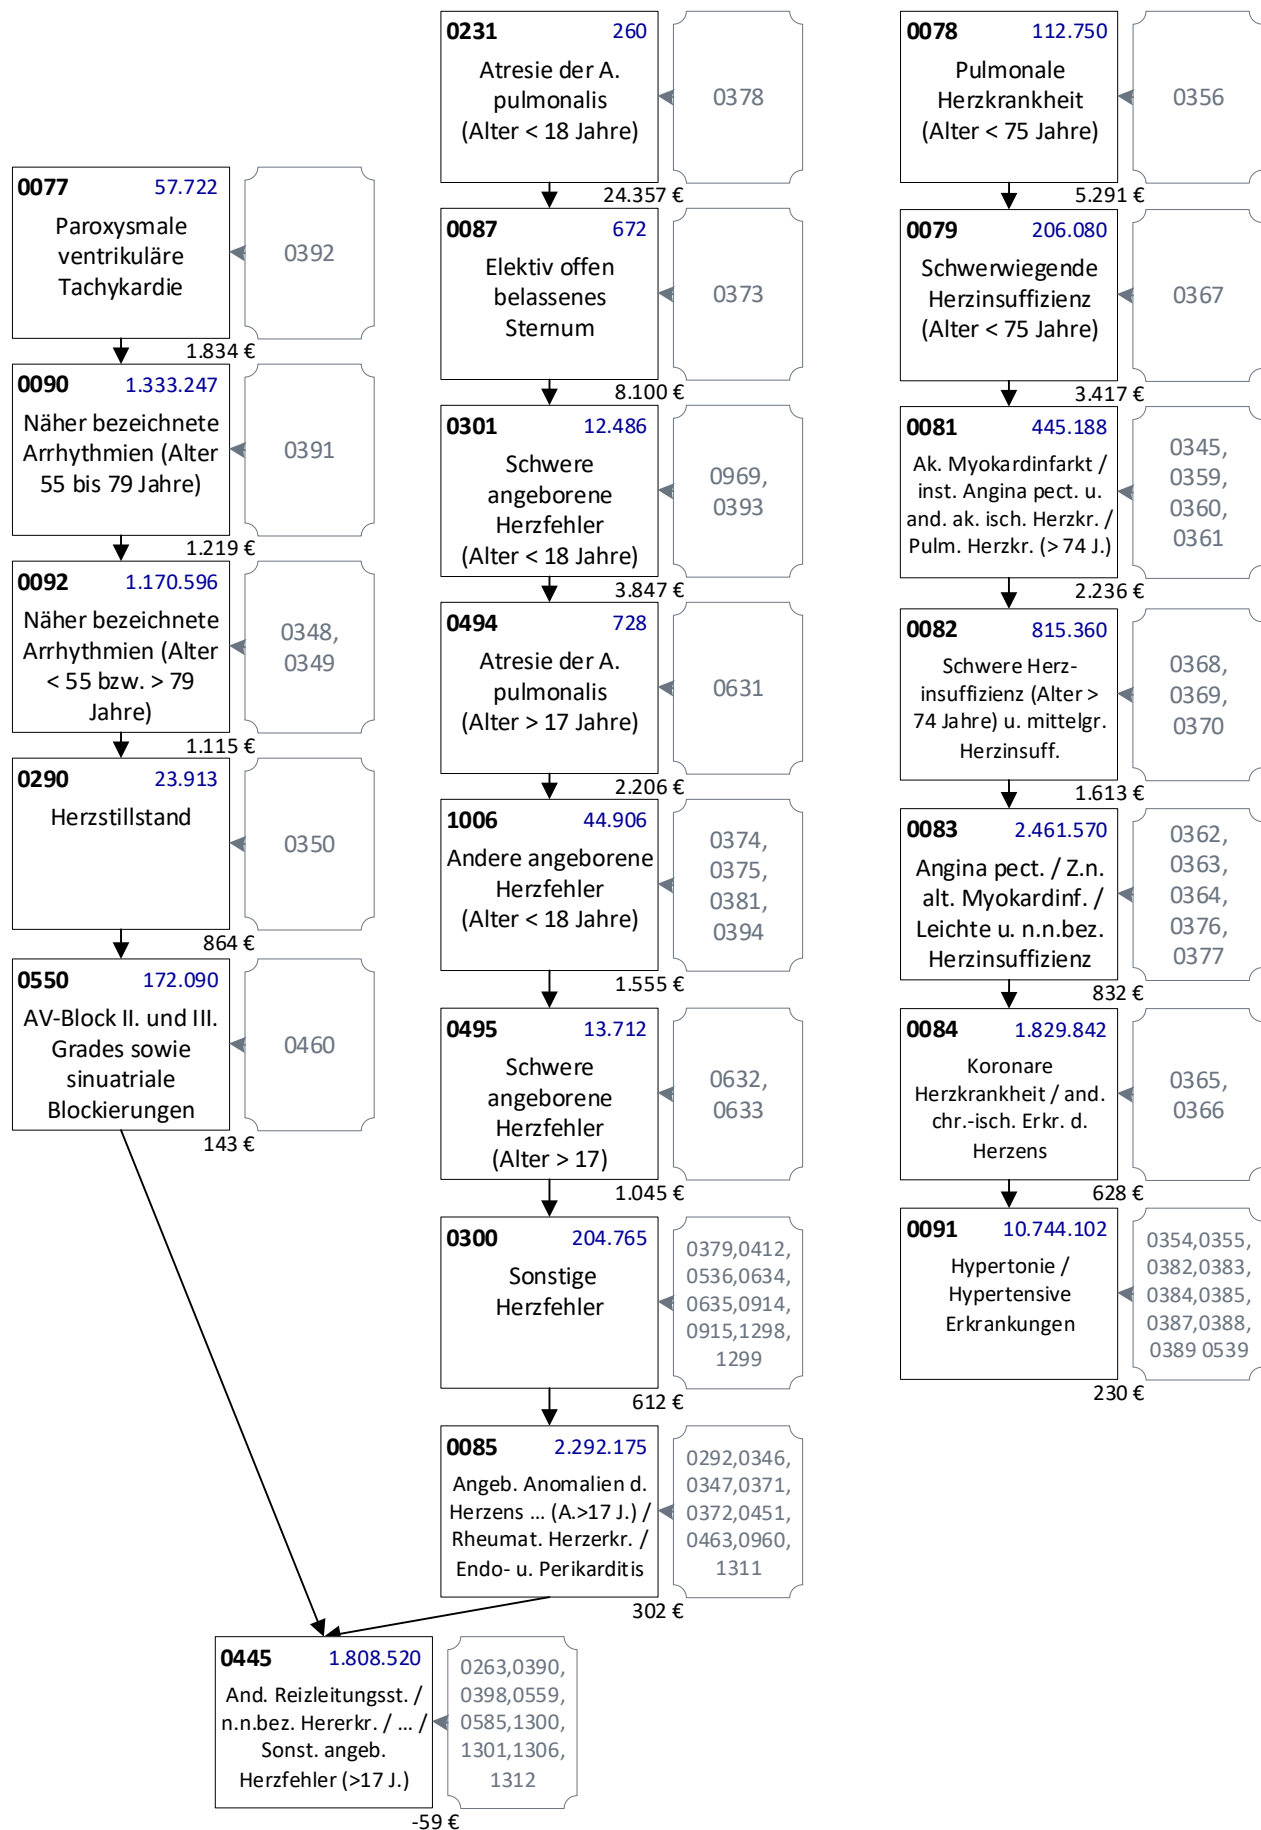 0077 57.722
Paroxysmale
ventrikuläre
Tachykardie
0392
1.834 €
0090 1.333.247
Näher bezeichnete
Arrhythmien (Alter
55 bis 79 Jahre)
0391
1.219 €
0092 1.170.596
Näher bezeichnete
Arrhythmien (Alter
< 55 bzw. > 79
Jahre)
0348,
0349
1.115 €
0290 23.913
Herzstillstand
0350
864 €
0550 172.090
AV-Block II. und III.
Grades sowie
sinuatriale
Blockierungen
0460
143 €
0231 260
Atresie der A.
pulmonalis
(Alter < 18 Jahre)
0378
24.357 €
0087 672
Elektiv offen
belassenes
Sternum
0373
8.100 €
0301 12.486
Schwere
angeborene
Herzfehler
(Alter < 18 Jahre)
0969,
0393
3.847 €
0494 728
Atresie der A.
pulmonalis
(Alter > 17 Jahre)
0631
2.206 €
1006 44.906
Andere angeborene
Herzfehler
(Alter < 18 Jahre)
0374,
0375,
0381,
0394
1.555 €
0495 13.712
Schwere
angeborene
Herzfehler
(Alter > 17)
0632,
0633
1.045 €
0300 204.765
Sonstige
Herzfehler
0379,0412,
0536,0634,
0635,0914,
0915,1298,
1299
612 €
0085 2.292.175
Angeb. Anomalien d.
Herzens ... (A.>17 J.) /
Rheumat. Herzerkr. /
Endo- u. Perikarditis
0292,0346,
0347,0371,
0372,0451,
0463,0960,
1311
302 €
0445 1.808.520
And. Reizleitungsst. /
n.n.bez. Hererkr. / ... /
Sonst. angeb.
Herzfehler (>17 J.)
0263,0390,
0398,0559,
0585,1300,
1301,1306,
1312
-59 €
0078 112.750
Pulmonale
Herzkrankheit
(Alter < 75 Jahre)
0356
5.291 €
0079 206.080
Schwerwiegende
Herzinsuffizienz
(Alter < 75 Jahre)
0367
3.417 €
0081 445.188
Ak. Myokardinfarkt /
inst. Angina pect. u.
and. ak. isch. Herzkr. /
Pulm. Herzkr. (> 74 J.)
0345,
0359,
0360,
0361
2.236 €
0082 815.360
Schwere Herz-
insuffizienz (Alter >
74 Jahre) u. mittelgr.
Herzinsuff.
0368,
0369,
0370
1.613 €
0083 2.461.570
Angina pect. / Z.n.
alt. Myokardinf. /
Leichte u. n.n.bez.
Herzinsuffizienz
0362,
0363,
0364,
0376,
0377
832 €
0084 1.829.842
Koronare
Herzkrankheit / and.
chr.-isch. Erkr. d.
Herzens
0365,
0366
628 €
0091 10.744.102
Hypertonie /
Hypertensive
Erkrankungen
0354,0355,
0382,0383,
0384,0385,
0387,0388,
0389 0539
230 €